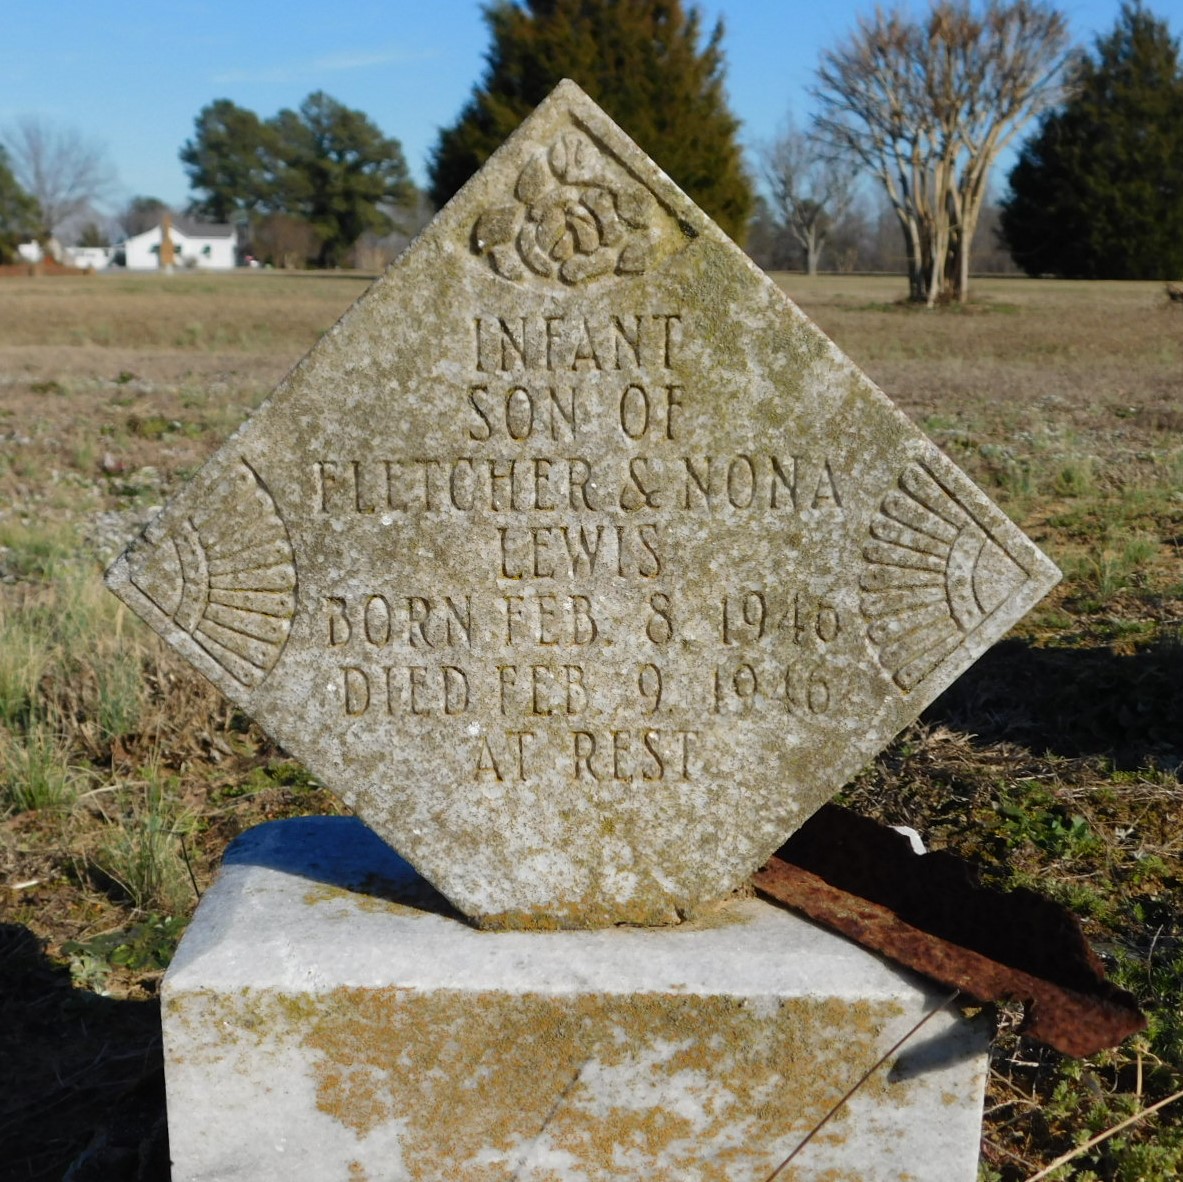 INFANT
SON OF
FLETCHER & NONA
LEWIS
BORN FEB. 8. 1946
DIED FEB. 9. 1946
AT REST